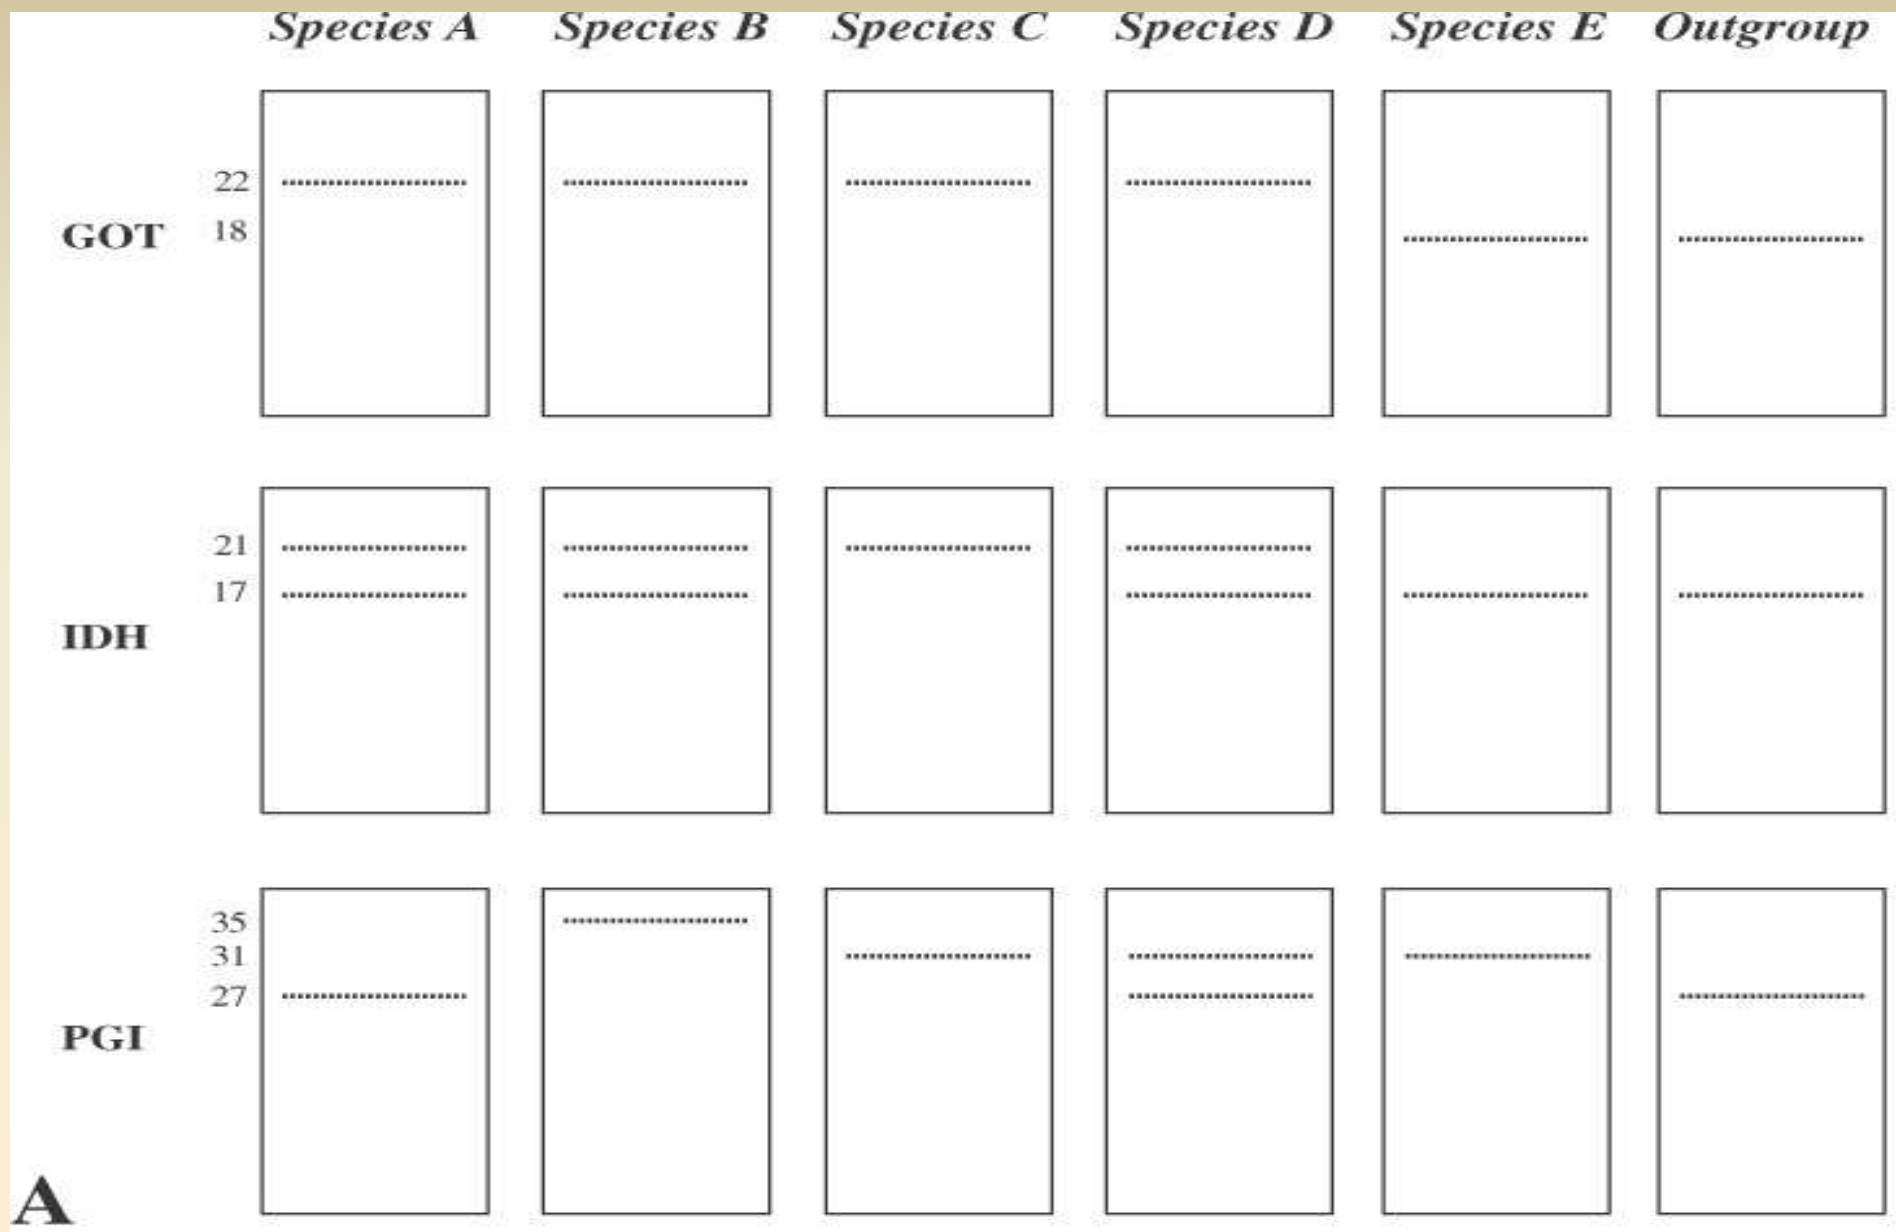 Species A Species B Species C Species D Species E Outgroup
22
GOT 18
21
17
IDH
35
31
27
PGI
A